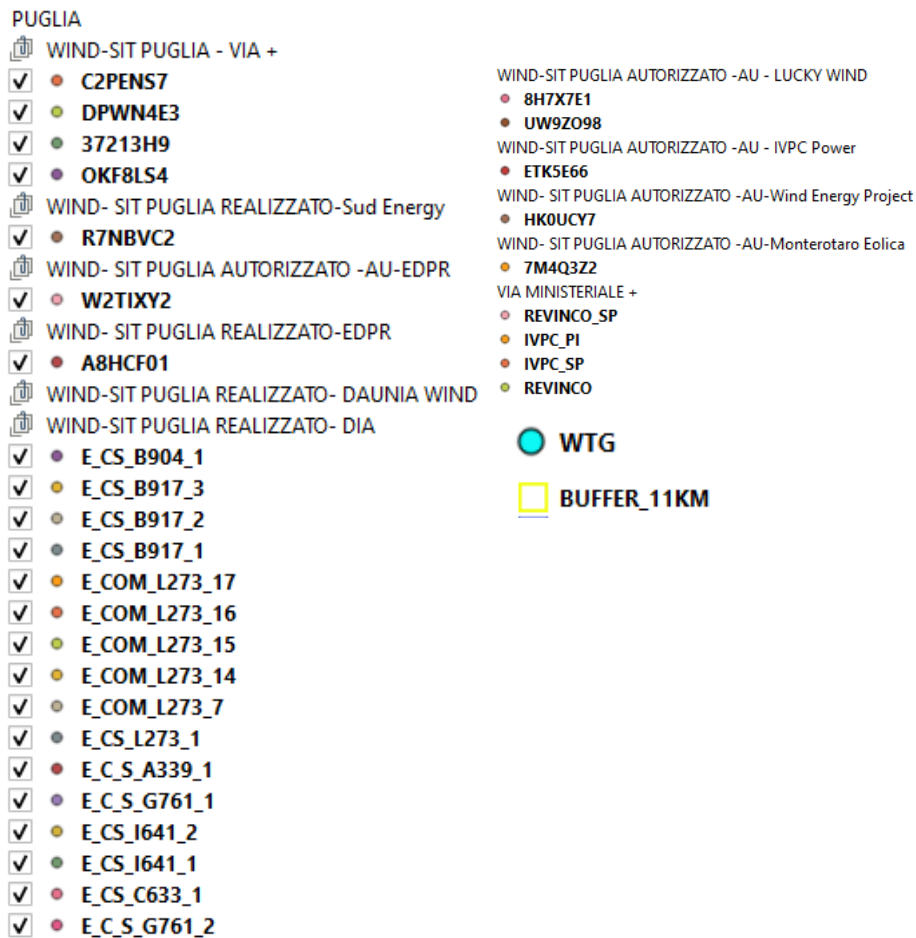 PUGLIA
WIND-SIT PUGLIA - VIA +
C2PENS7
DPWN4E3
37213H9
OKF8LS4
WIND- SIT PUGLIA REALIZZATO-Sud Energy
R7NBVC2
WIND- SIT PUGLIA AUTORIZZATO -AU-EDPR
W2TIXY2
WIND- SIT PUGLIA REALIZZATO-EDPR
A8HCF01
WIND-SIT PUGLIA REALIZZATO- DAUNIA WIND
WIND-SIT PUGLIA REALIZZATO- DIA
E_CS_B904_1
E_CS_B917_3
E_CS_B917_2
E_CS_B917_1
E_COM_L273_17
E_COM_L273_16
E_COM_L273_15
E_COM_L273_14
E_COM_L273_7
E_CS_L273_1
E_C_S_A339_1
E_C_S_G761_1
E_CS_I641_2
E_CS_I641_1
E_CS_C633_1
E_C_S_G761_2
WIND-SIT PUGLIA AUTORIZZATO -AU - LUCKY WIND
8H7X7E1
UW9ZO98
WIND-SIT PUGLIA AUTORIZZATO -AU - IVPC Power
ETK5E66
WIND- SIT PUGLIA AUTORIZZATO -AU-Wind Energy Project
HK0UCY7
WIND- SIT PUGLIA AUTORIZZATO -AU-Monterotaro Eolica
7M4Q3Z2
VIA MINISTERIALE +
REVINCO_SP
IVPC_PI
IVPC_SP
REVINCO
WTG
BUFFER_11KM